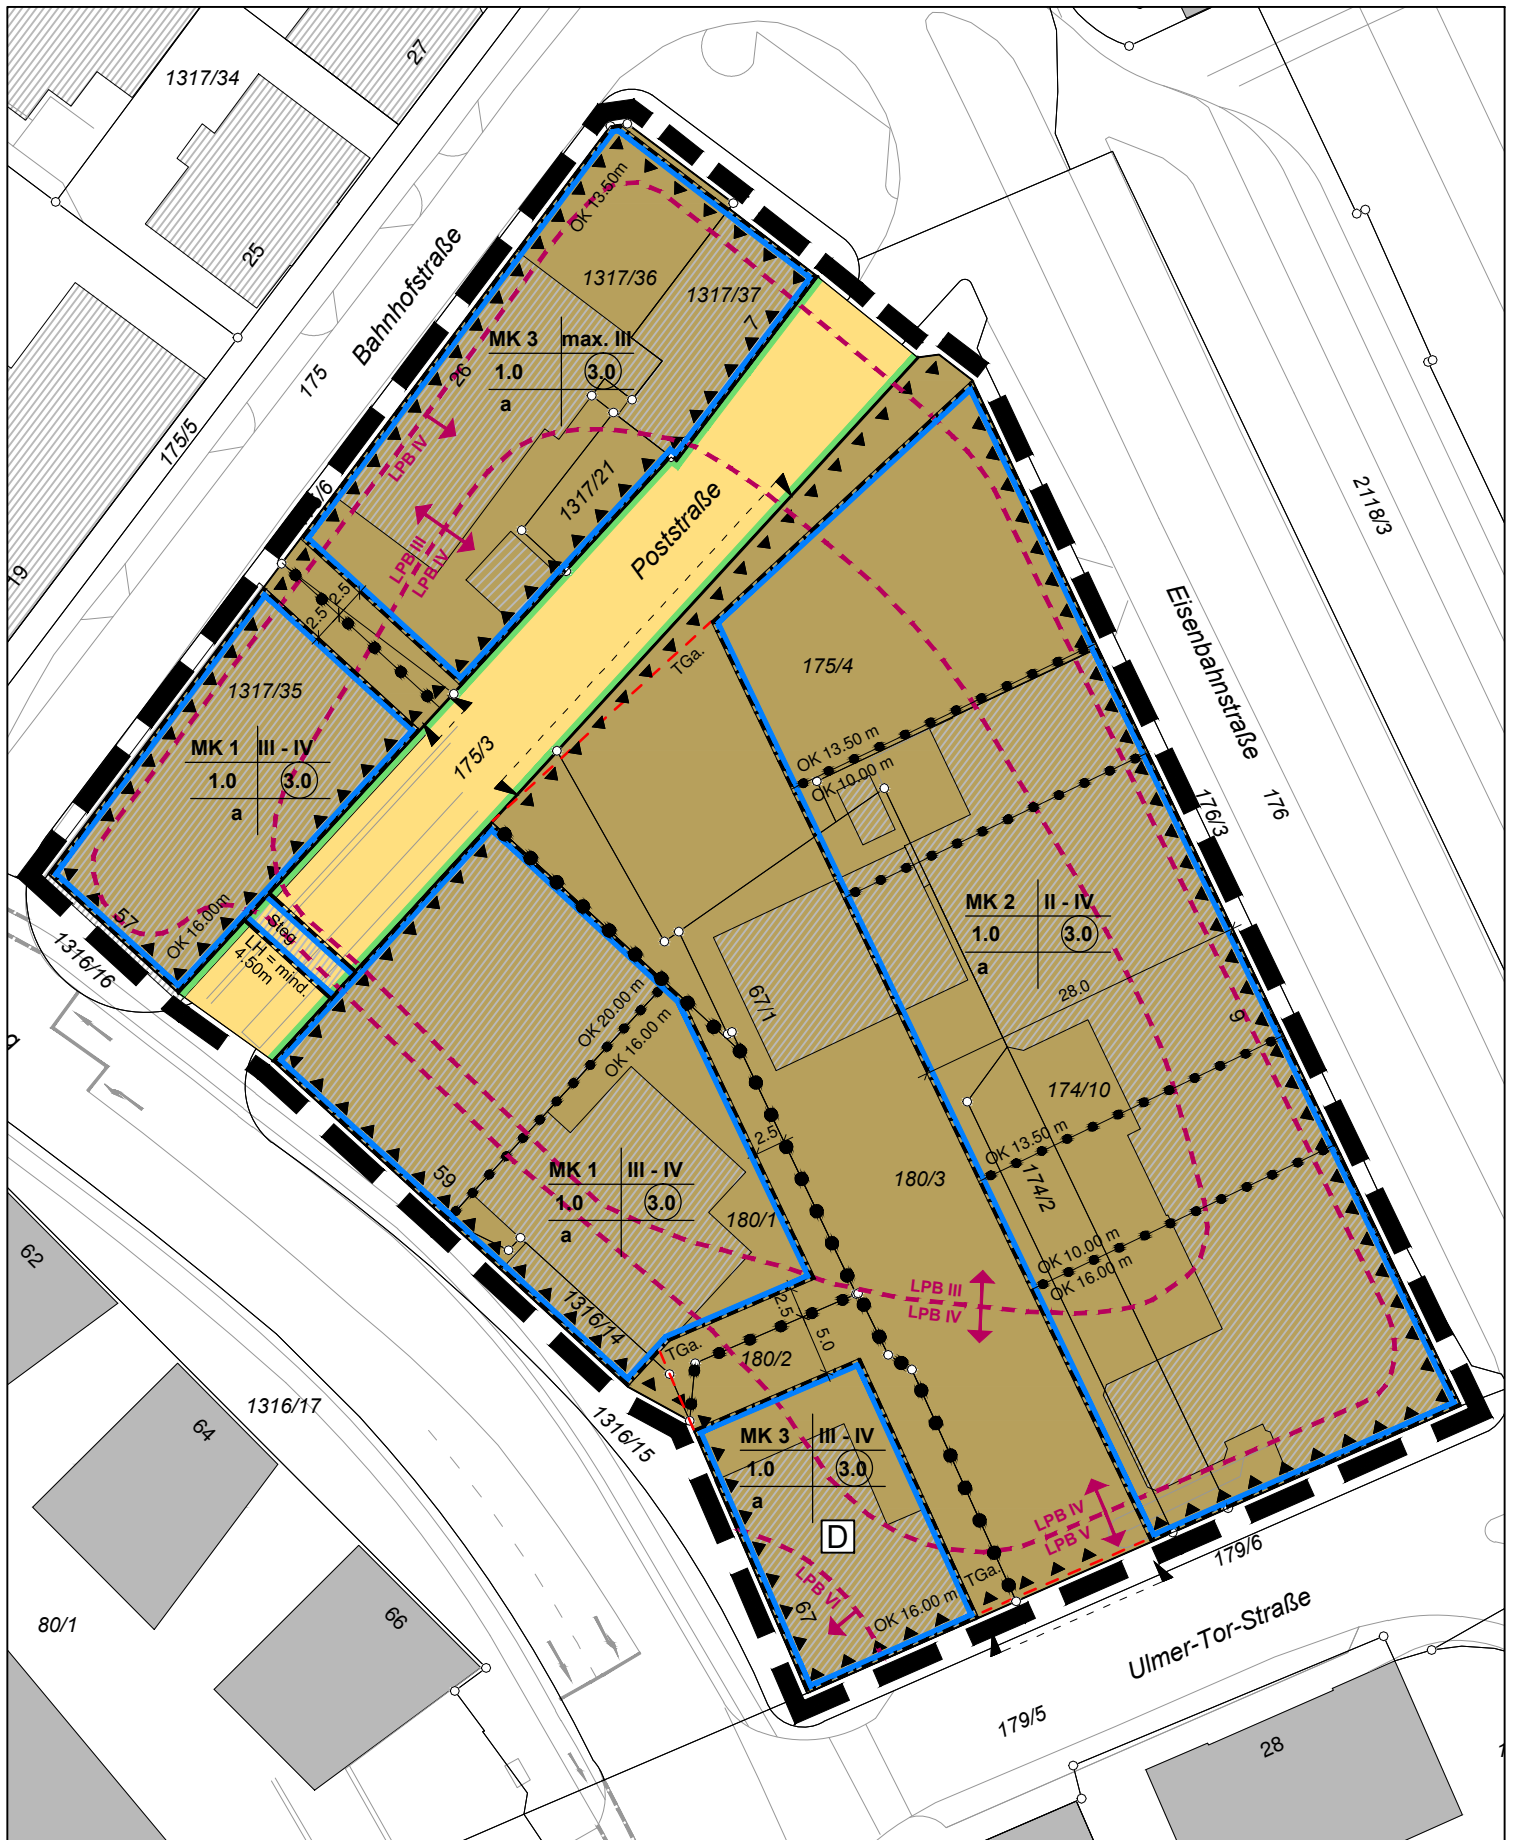 1317/34
27
25
19
175/5
175
Bahnhofstraße
OK 13.50m
1317/36
1317/37
7
26
MK 3 max. III
1.0 3.0
a
LPB IV
LPB III
LPB IV
1317/21
Poststraße
2.5
2.5
1317/35
MK 1 III - IV
1.0 3.0
a
57
OK 16.00m
1316/16
175/3
Steg
LH = mind.
4,50m
TGa.
175/4
OK 13.50 m
OK 10.00 m
Eisenbahnstraße
2118/3
176
176/3
MK 2 II - IV
1.0 3.0
a
28.0
9
67/1
OK 20.00 m
OK 16.00 m
174/10
OK 13.50 m
174/2
180/3
OK 10.00 m
OK 16.00 m
59
MK 1 III - IV
1.0 3.0
a
2.5
180/1
LPB III
LPB IV
1316/14
TGa.
2.5
5.0
180/2
1316/15
MK 3 III - IV
1.0 3.0
a
D
LPB IV
LPB V
LPB VI
67
OK 16.00 m
TGa.
179/6
Ulmer-Tor-Straße
179/5
28
62
64
1316/17
66
80/1